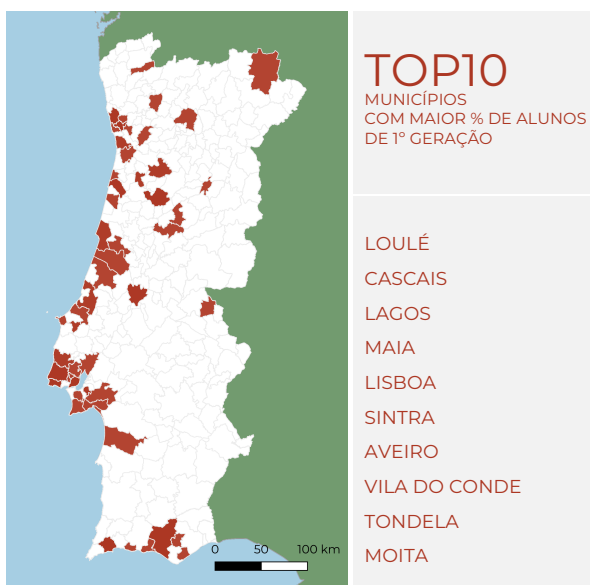 TOP10
MUNICÍPIOS
COM MAIOR % DE ALUNOS
DE 1º GERAÇÃO
LOULÉ
CASCAIS
LAGOS
MAIA
LISBOA
SINTRA
AVEIRO
VILA DO CONDE
TONDELA
MOITA
0 50 100 km